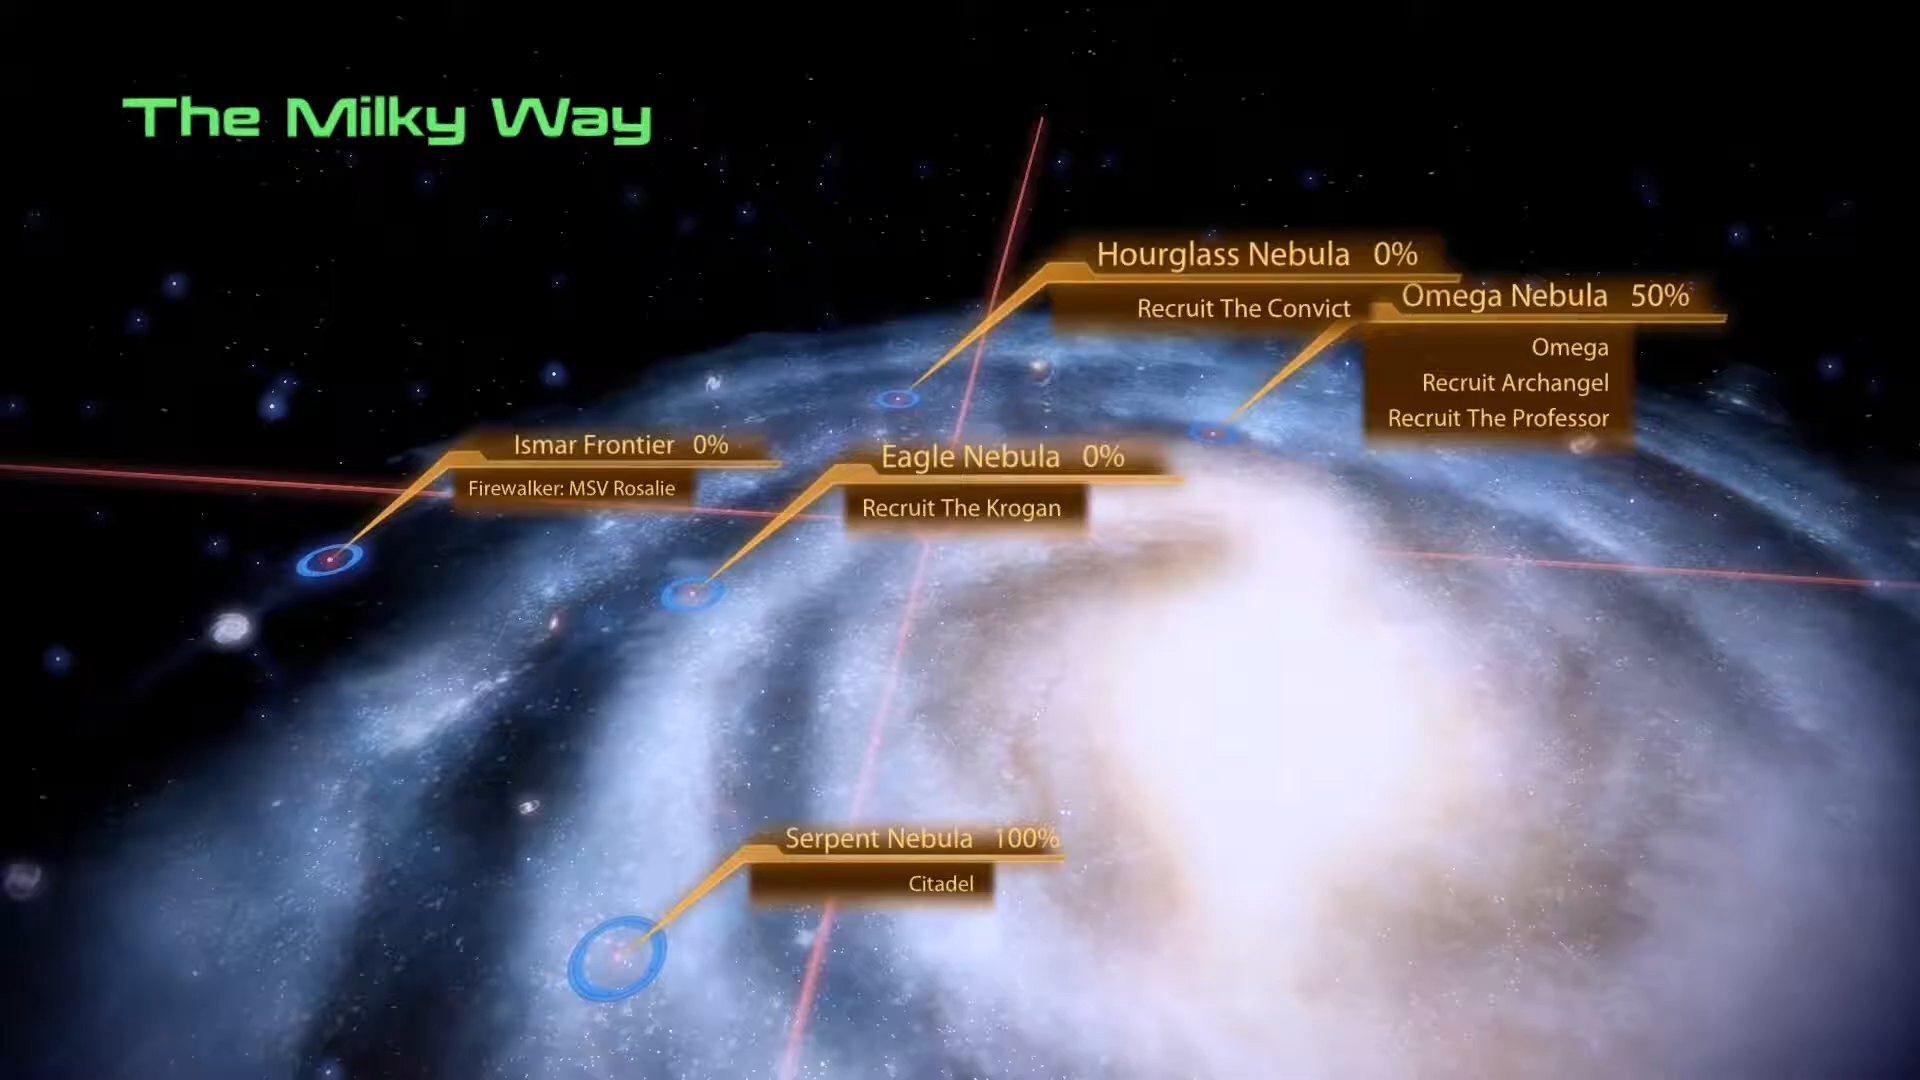 The Milky Way
Hourglass Nebula 0%
Recruit The Convict
Omega Nebula 50%
Omega
Recruit Archangel
Recruit The Professor
Ismar Frontier 0%
Firewalker: MSV Rosalie
Eagle Nebula 0%
Recruit The Krogan
Serpent Nebula 100%
Citadel